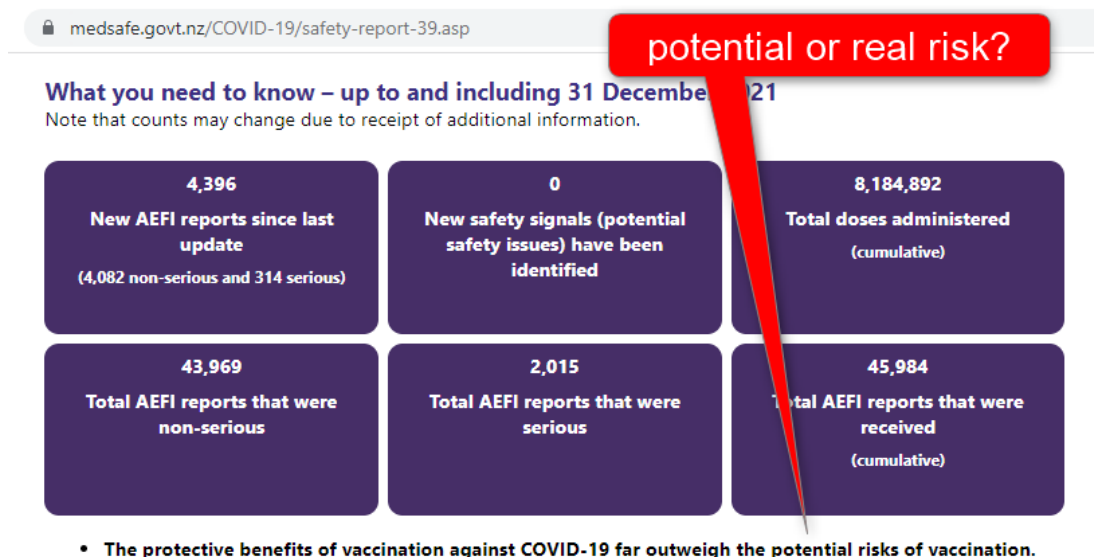 medsafe.govt.nz/COVID-19/safety-report-39.asp
potential or real risk?
What you need to know – up to and including 31 Decembe 21
Note that counts may change due to receipt of additional information.
4,396
New AEFI reports since last
update
(4,082 non-serious and 314 serious)
0
New safety signals (potential
safety issues) have been
identified
8,184,892
Total doses administered
(cumulative)
43,969
Total AEFI reports that were
non-serious
2,015
Total AEFI reports that were
serious
45,984
Total AEFI reports that were
received
(cumulative)
• The protective benefits of vaccination against COVID-19 far outweigh the potential risks of vaccination.